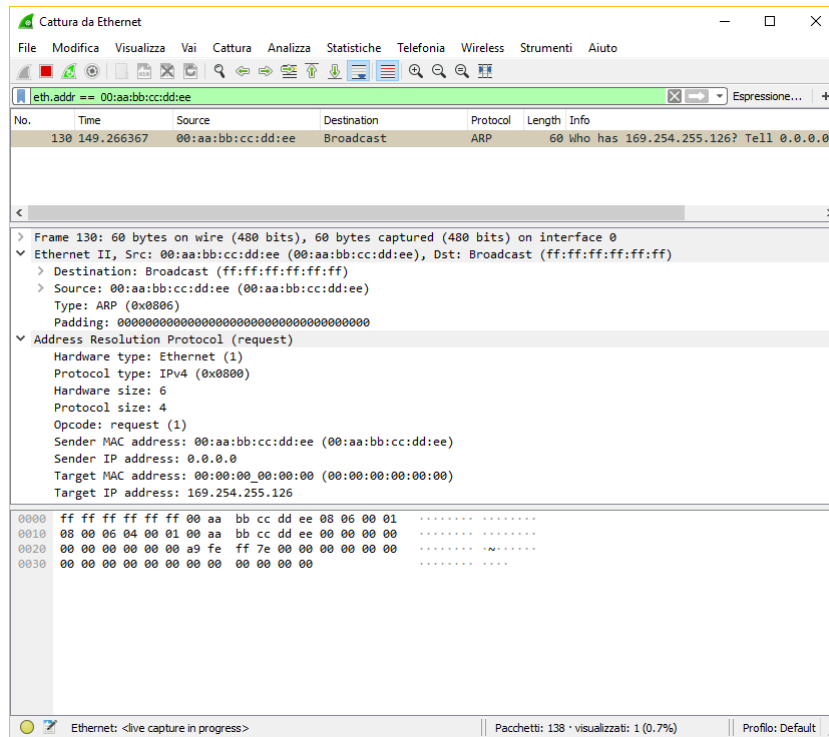 Cattura da Ethernet
File Modifica Visualizza Vai Cattura Analizza Statistiche Telefonia Wireless Strumenti Aiuto
eth.addr == 00:aa:bb:cc:dd:ee Espressione... +
No. Time Source Destination Protocol Length Info
130 149.266367 00:aa:bb:cc:dd:ee Broadcast ARP 60 Who has 169.254.255.126? Tell 0.0.0.0
Frame 130: 60 bytes on wire (480 bits), 60 bytes captured (480 bits) on interface 0
Ethernet II, Src: 00:aa:bb:cc:dd:ee (00:aa:bb:cc:dd:ee), Dst: Broadcast (ff:ff:ff:ff:ff:ff)
Destination: Broadcast (ff:ff:ff:ff:ff:ff)
Source: 00:aa:bb:cc:dd:ee (00:aa:bb:cc:dd:ee)
Type: ARP (0x0806)
Padding: 000000000000000000000000000000000000
Address Resolution Protocol (request)
Hardware type: Ethernet (1)
Protocol type: IPv4 (0x0800)
Hardware size: 6
Protocol size: 4
Opcode: request (1)
Sender MAC address: 00:aa:bb:cc:dd:ee (00:aa:bb:cc:dd:ee)
Sender IP address: 0.0.0.0
Target MAC address: 00:00:00_00:00:00 (00:00:00:00:00:00)
Target IP address: 169.254.255.126
0000 ff ff ff ff ff ff 00 aa bb cc dd ee 08 06 00 01 ········ ········
0010 08 00 06 04 00 01 00 aa bb cc dd ee 00 00 00 00 ········ ········
0020 00 00 00 00 00 00 a9 fe ff 7e 00 00 00 00 00 00 ········ ·~······
0030 00 00 00 00 00 00 00 00 00 00 00 00 ········ ····
Ethernet: <live capture in progress> Pacchetti: 138 · visualizzati: 1 (0.7%) Profilo: Default